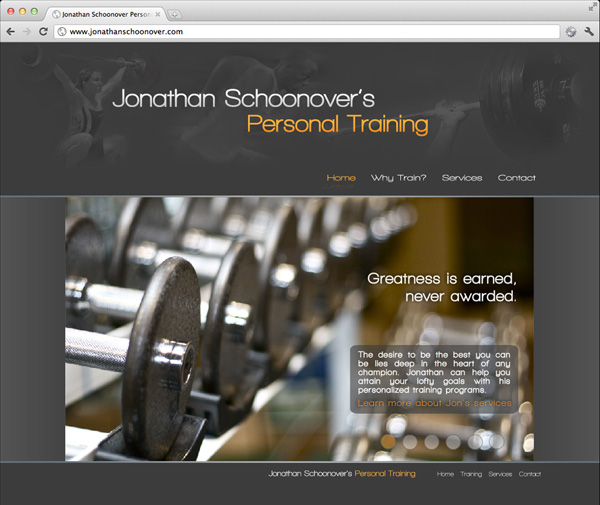 Jonathan Schoonover Person
www.jonathanschoonover.com
Jonathan Schoonover's
Personal Training
Home Why Train? Services Contact
Greatness is earned,
never awarded.
The desire to be the best you can
be lies deep in the heart of any
champion. Jonathan can help you
attain your lofty goals with his
personalized training programs.
Learn more about Jon's services
Jonathan Schoonover's Personal Training Home Training Services Contact